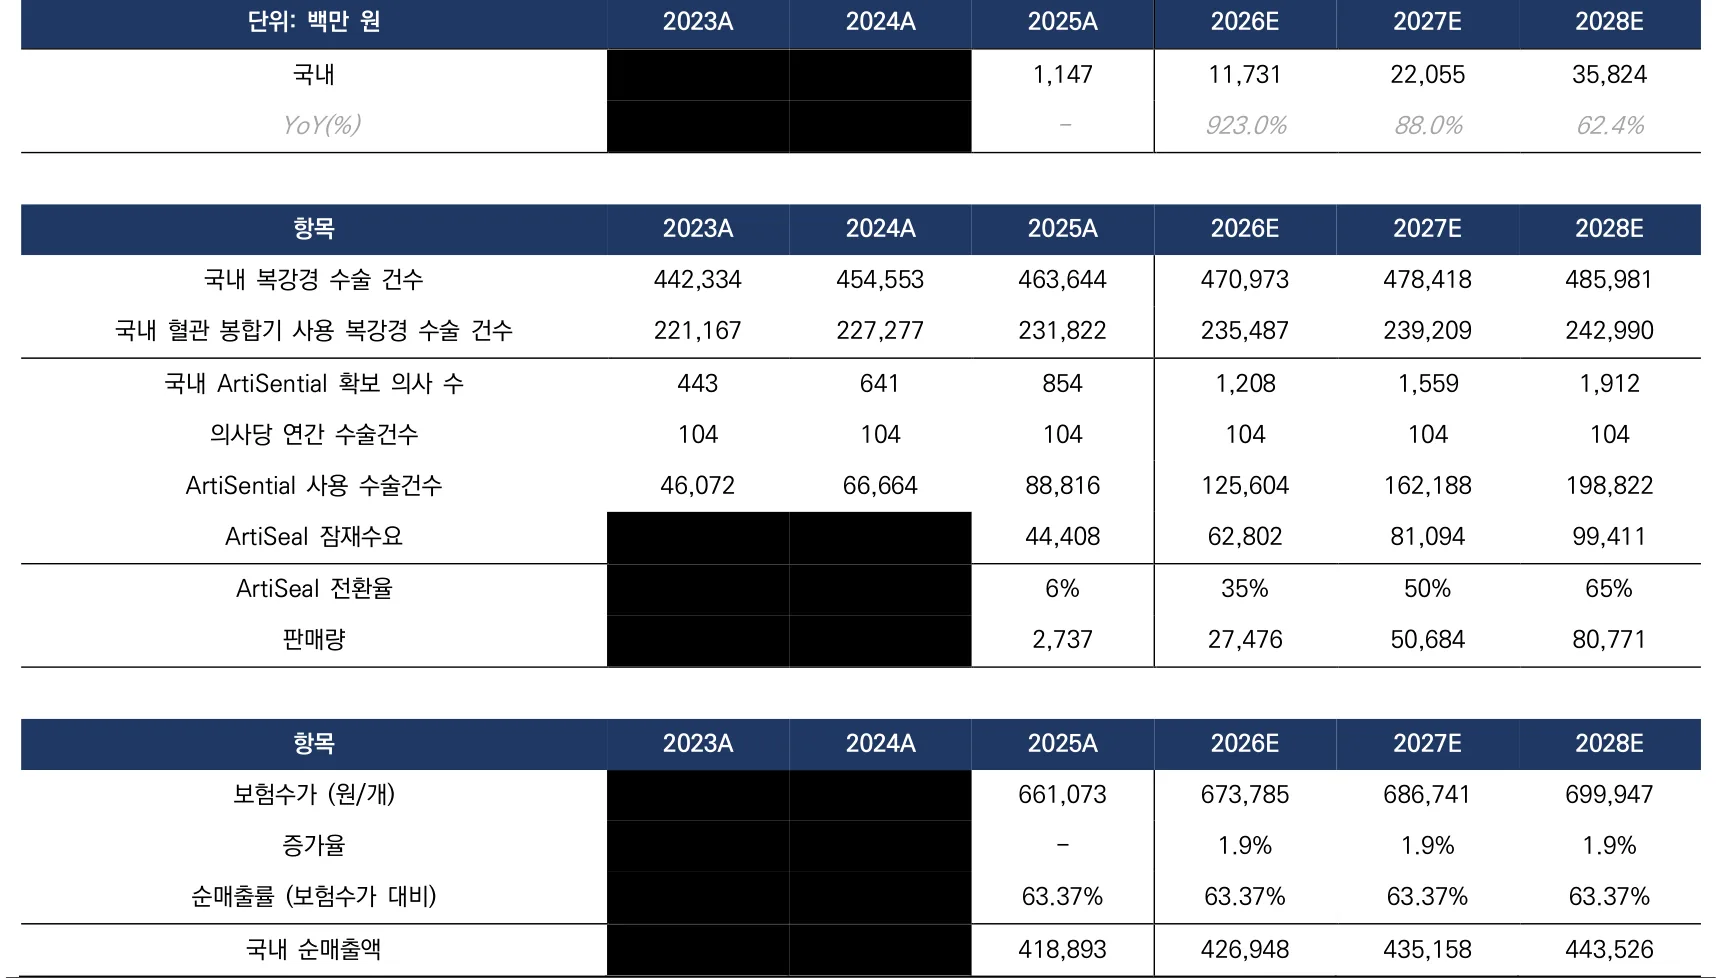 단위: 백만 원 2023A 2024A 2025A 2026E 2027E 2028E
국내 1,147 11,731 22,055 35,824
YoY(%) - 923.0% 88.0% 62.4%
항목 2023A 2024A 2025A 2026E 2027E 2028E
국내 복강경 수술 건수 442,334 454,553 463,644 470,973 478,418 485,981
국내 혈관 봉합기 사용 복강경 수술 건수 221,167 227,277 231,822 235,487 239,209 242,990
국내 ArtiSential 확보 의사 수 443 641 854 1,208 1,559 1,912
의사당 연간 수술건수 104 104 104 104 104 104
ArtiSential 사용 수술건수 46,072 66,664 88,816 125,604 162,188 198,822
ArtiSeal 잠재수요 44,408 62,802 81,094 99,411
ArtiSeal 전환율 6% 35% 50% 65%
판매량 2,737 27,476 50,684 80,771
항목 2023A 2024A 2025A 2026E 2027E 2028E
보험수가 (원/개) 661,073 673,785 686,741 699,947
증가율 - 1.9% 1.9% 1.9%
순매출률 (보험수가 대비) 63.37% 63.37% 63.37% 63.37%
국내 순매출액 418,893 426,948 435,158 443,526